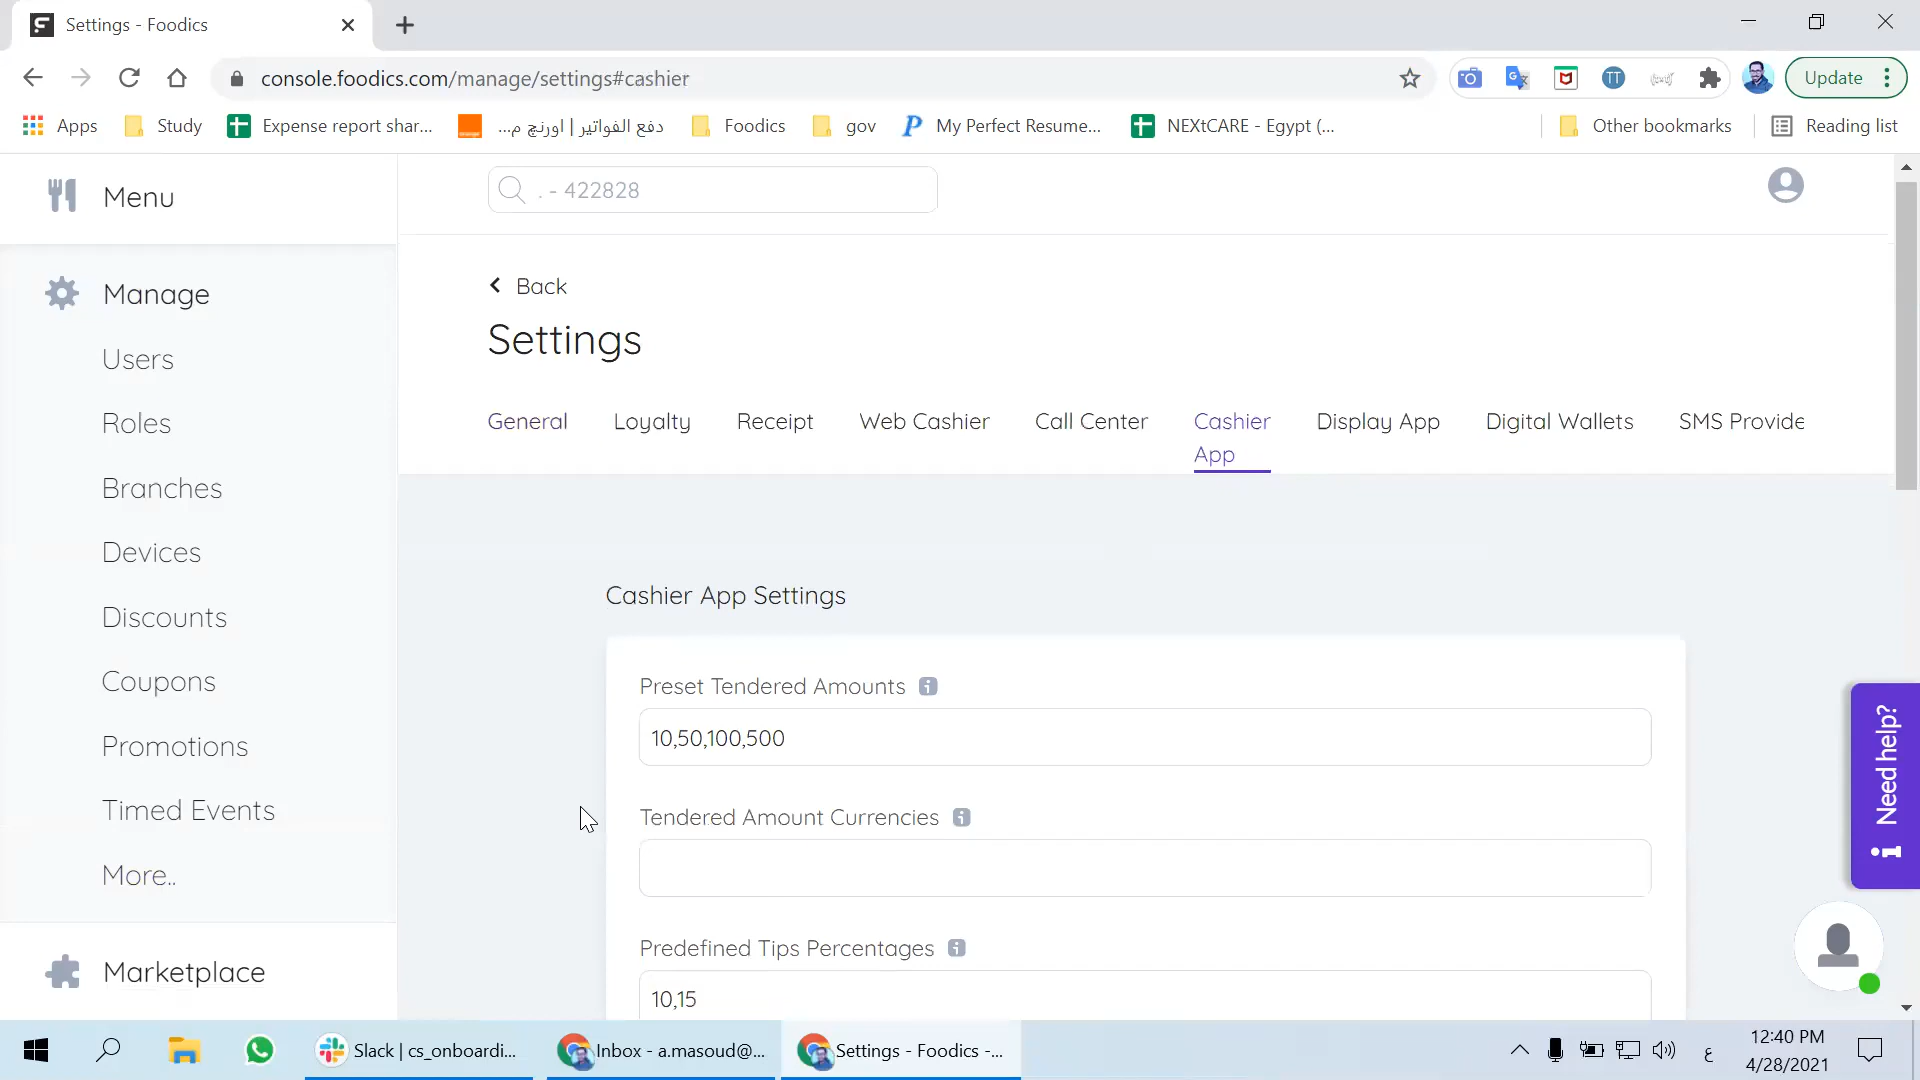 Settings - Foodics
console.foodics.com/manage/settings#cashier
Update
Apps
Study
Expense report shar...
دفع الفواتير | اورنچ م...
Foodics
gov
My Perfect Resume...
NEXtCARE - Egypt (...
Other bookmarks
Reading list
Menu
. - 422828
Manage
Users
Roles
Branches
Devices
Discounts
Coupons
Promotions
Timed Events
More..
Marketplace
Back
Settings
General
Loyalty
Receipt
Web Cashier
Call Center
Cashier
App
Display App
Digital Wallets
SMS Provide
Cashier App Settings
Preset Tendered Amounts
10,50,100,500
Tendered Amount Currencies
Predefined Tips Percentages
10,15
Need help?
Slack | cs_onboardi...
Inbox - a.masoud@...
Settings - Foodics -...
ع
12:40 PM
4/28/2021